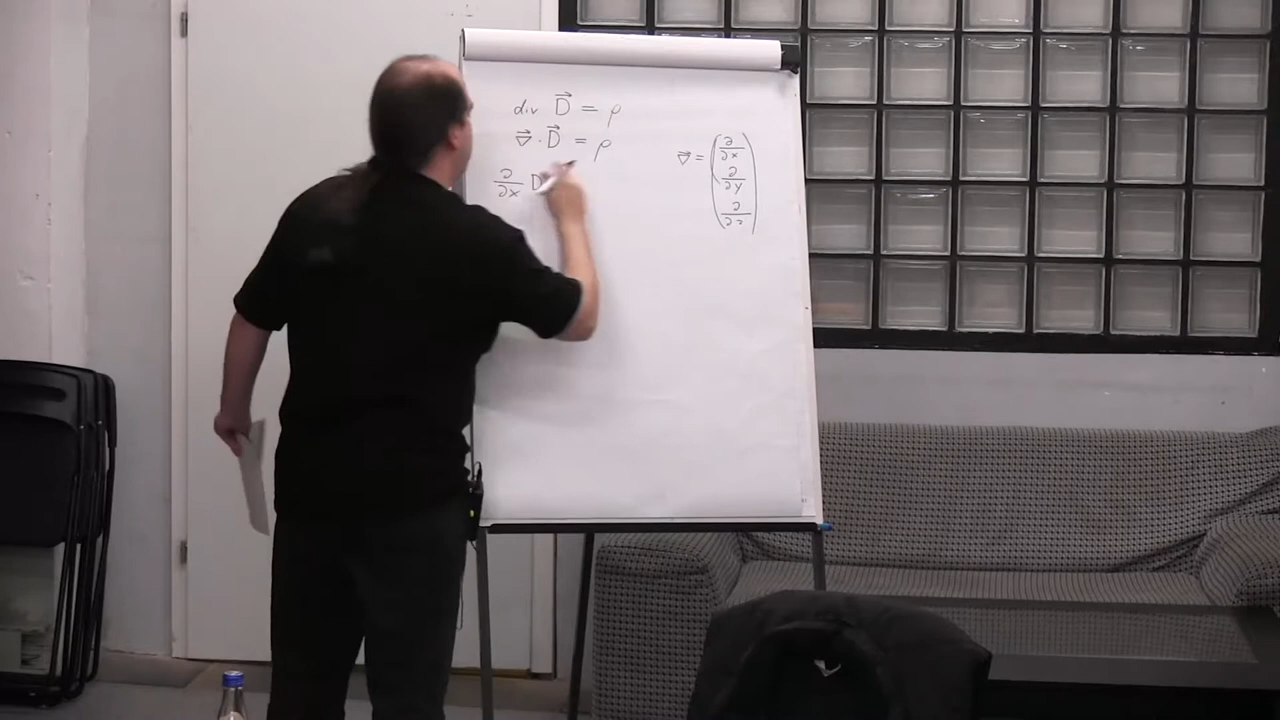 div D⃗ = ρ
∇⃗ · D⃗ = ρ
∂/∂x D
∇⃗ = (∂/∂x
∂/∂y
∂/∂z)